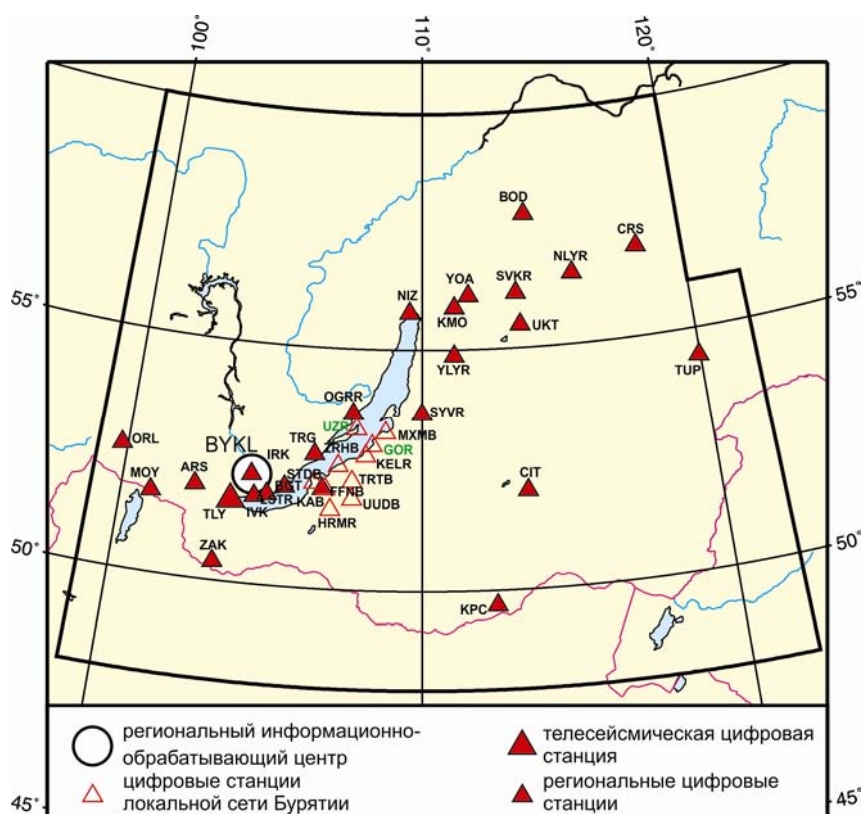 100°
110°
120°
BOD
CRS
NLYR
YOA
SVKR
55°
55°
NIZ
KMO
UKT
YLYR
TUP
OGRR
SYVR
UZR
MXMB
ORL
BYKL
TRG
ZRHB
GOR
IRK
KELR
MOY
ARS
STDB
CIT
BGT
TRTB
LSTR
FFNB
TLY
IVK
KAB
UUDB
HRMR
ZAK
50°
50°
KPC
региональный информационно-
обрабатывающий центр
цифровые станции
локальной сети Бурятии
телесейсмическая цифровая
станция
региональные цифровые
станции
45°
45°